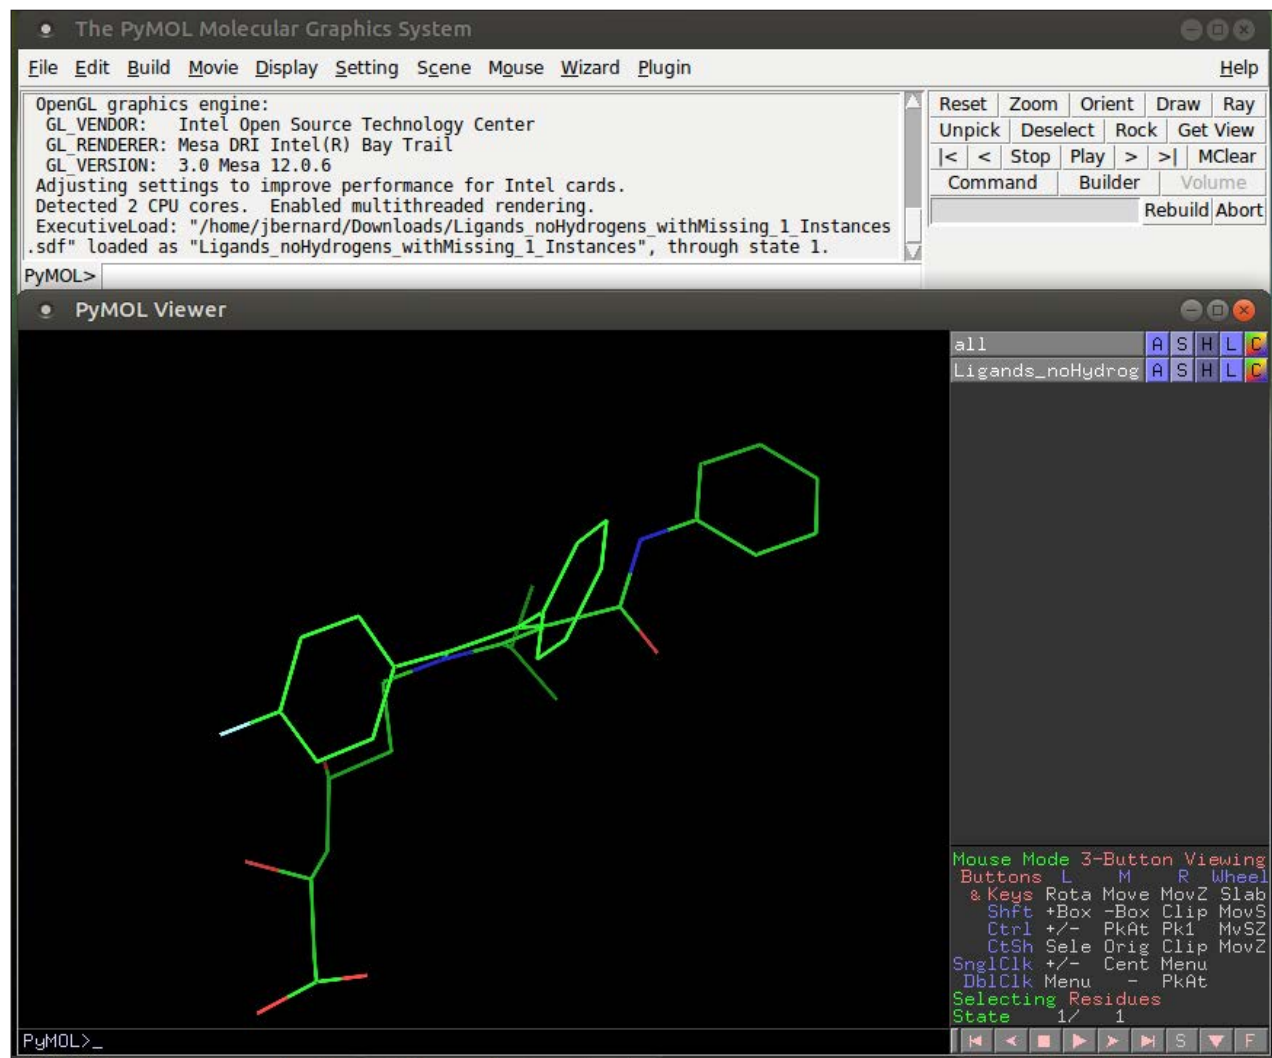 The PyMOL Molecular Graphics System
File Edit Build Movie Display Setting Scene Mouse Wizard Plugin Help
OpenGL graphics engine:
GL_VENDOR: Intel Open Source Technology Center
GL_RENDERER: Mesa DRI Intel(R) Bay Trail
GL_VERSION: 3.0 Mesa 12.0.6
Adjusting settings to improve performance for Intel cards.
Detected 2 CPU cores. Enabled multithreaded rendering.
ExecutiveLoad: "/home/jbernard/Downloads/Ligands_noHydrogens_withMissing_1_Instances
.sdf" loaded as "Ligands_noHydrogens_withMissing_1_Instances", through state 1.
PyMOL>
Reset Zoom Orient Draw Ray
Unpick Deselect Rock Get View
|< < Stop Play > >| MClear
Command Builder Volume
Rebuild Abort
PyMOL Viewer
all A S H L C
Ligands_noHydrog A S H L C
Mouse Mode 3-Button Viewing
Buttons L M R Wheel
& Keys Rota Move MovZ Slab
Shft +Box -Box Clip MovS
Ctrl +/- PkAt Pk1 MvSZ
CtSh Sele Orig Clip MovZ
SnglClk +/- Cent Menu
DblClk Menu - PkAt
Selecting Residues
State 1/ 1
PyMOL>_
S F